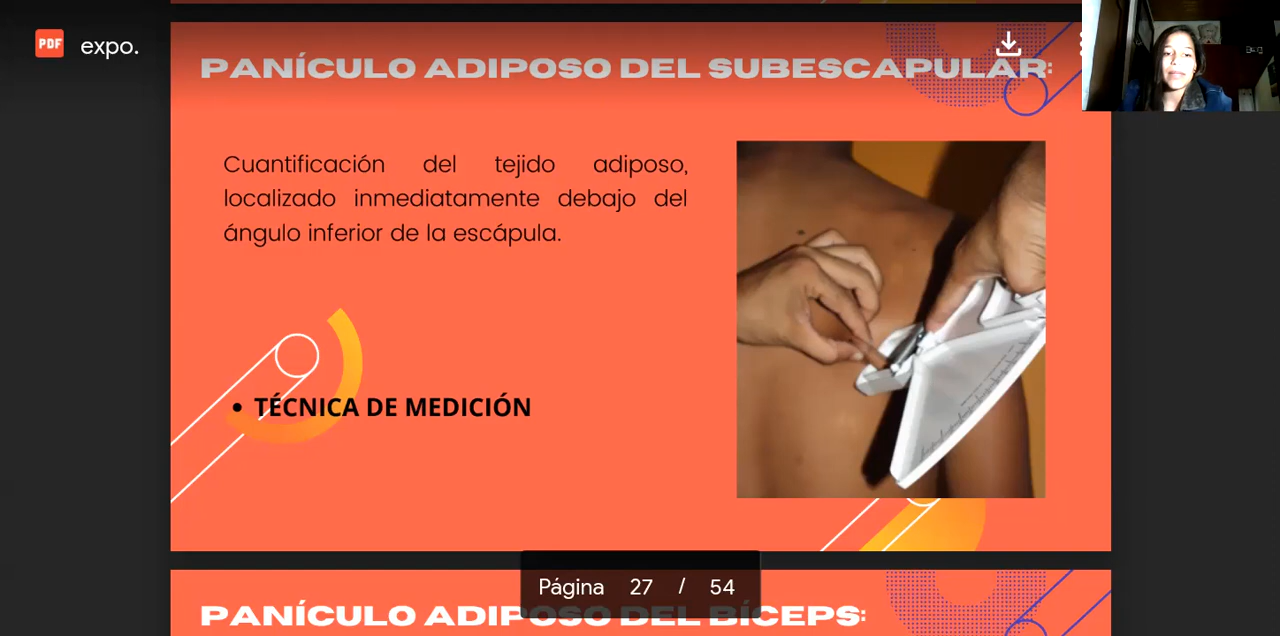 PDF expo.
PANÍCULO ADIPOSO DEL SUBESCAPULAR:
Cuantificación del tejido adiposo,
localizado inmediatamente debajo del
ángulo inferior de la escápula.
• TÉCNICA DE MEDICIÓN
Página 27 / 54
PANÍCULO ADIPOSO DEL BÍCEPS: